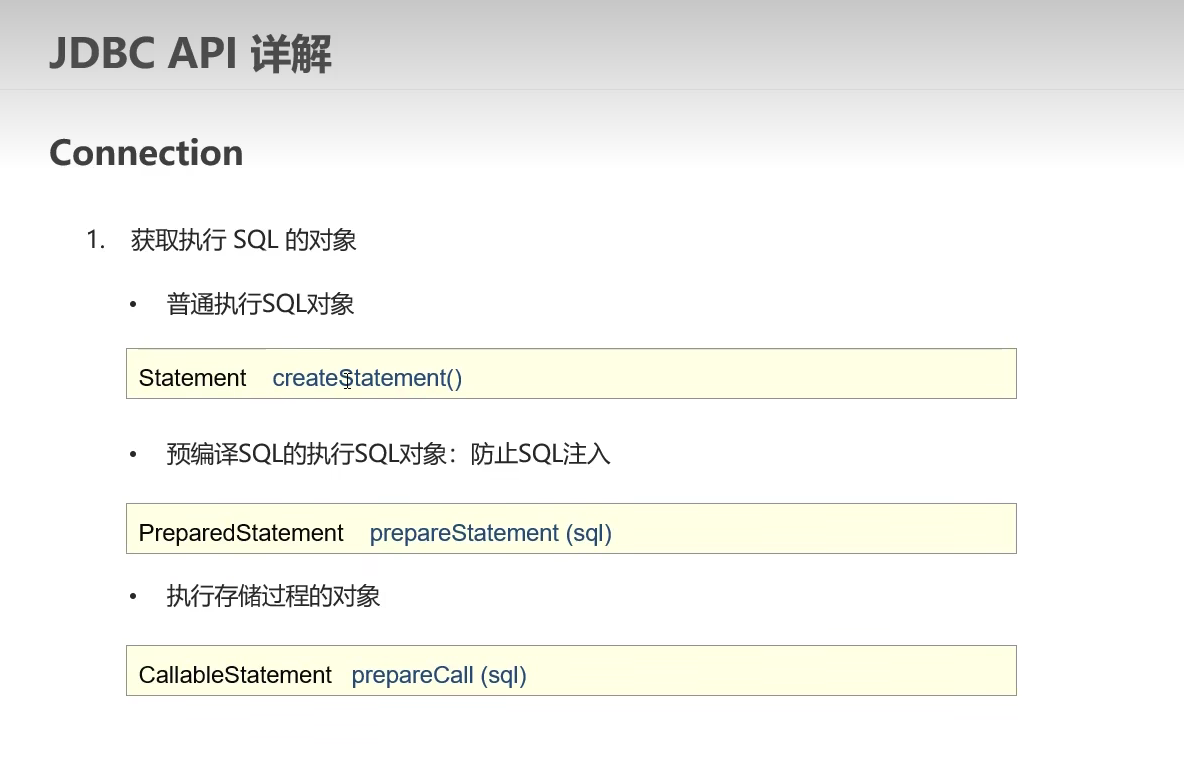 JDBC API 详解
Connection
1. 获取执行 SQL 的对象
• 普通执行SQL对象
Statement createStatement()
• 预编译SQL的执行SQL对象：防止SQL注入
PreparedStatement prepareStatement (sql)
• 执行存储过程的对象
CallableStatement prepareCall (sql)